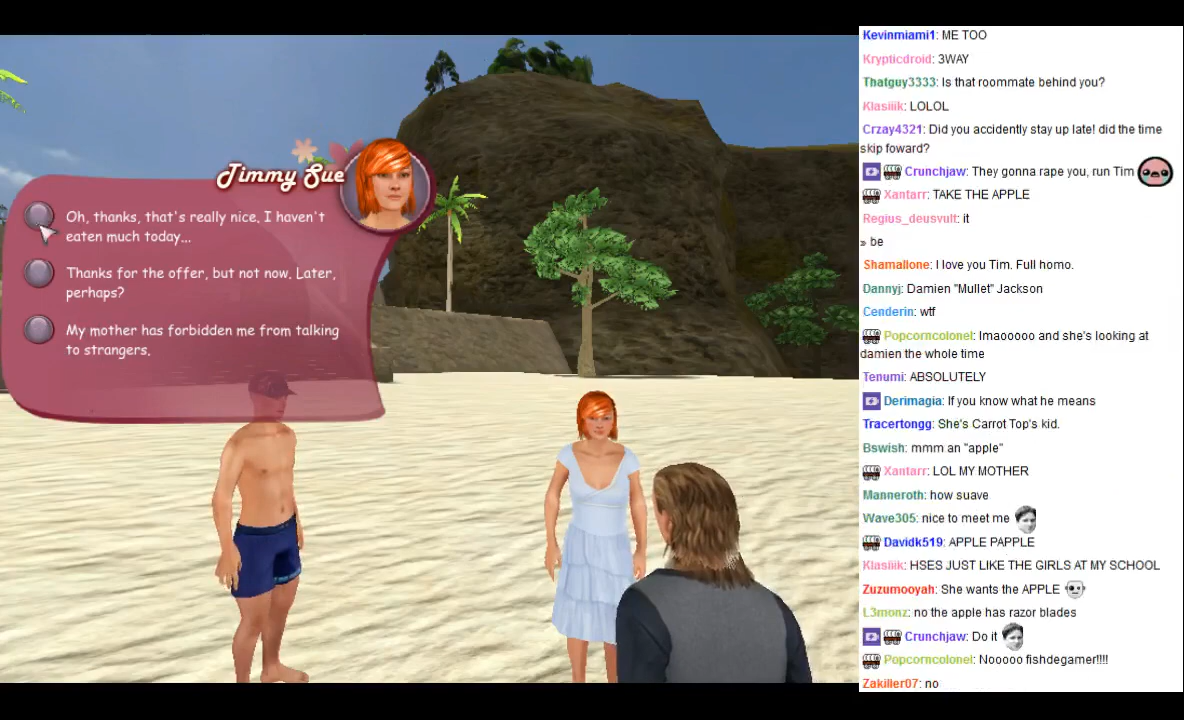 Timmy Sue
Oh, thanks, that's really nice. I haven't
eaten much today...
Thanks for the offer, but not now. Later,
perhaps?
My mother has forbidden me from talking
to strangers.
Kevinmiami1: ME TOO
Krypticdroid: 3WAY
Thatguy3333: Is that roommate behind you?
Klasiiik: LOLOL
Crzay4321: Did you accidently stay up late! did the time
skip foward?
Crunchjaw: They gonna rape you, run Tim
Xantarr: TAKE THE APPLE
Regius_deusvult: it
» be
Shamallone: I love you Tim. Full homo.
Dannyj: Damien "Mullet" Jackson
Cenderin: wtf
Popcorncolonel: lmaooooo and she's looking at
damien the whole time
Tenumi: ABSOLUTELY
Derimagia: If you know what he means
Tracertongg: She's Carrot Top's kid.
Bswish: mmm an "apple"
Xantarr: LOL MY MOTHER
Manneroth: how suave
Wave305: nice to meet me
Davidk519: APPLE PAPPLE
Klasiiik: HSES JUST LIKE THE GIRLS AT MY SCHOOL
Zuzumooyah: She wants the APPLE
L3monz: no the apple has razor blades
Crunchjaw: Do it
Popcorncolonel: Nooooo fishdegamer!!!!
Zakiller07: no